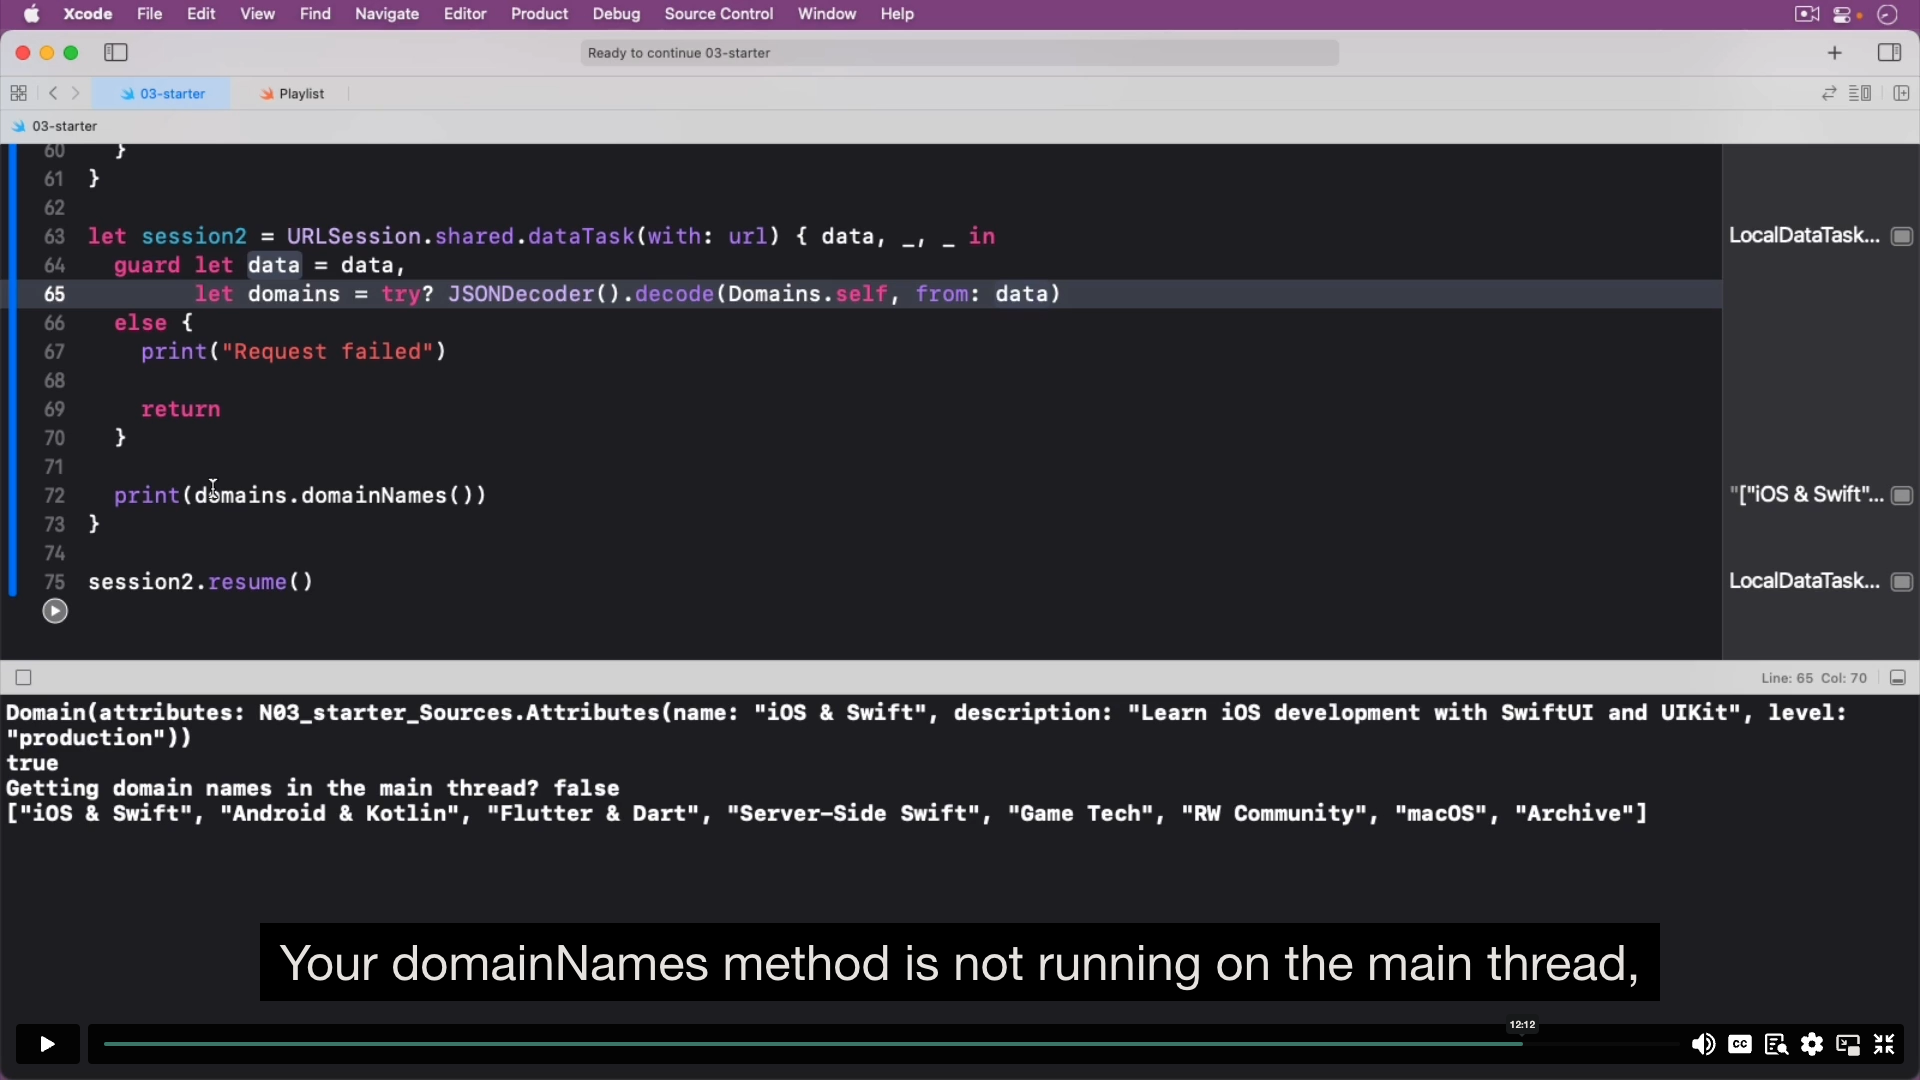 Xcode File Edit View Find Navigate Editor Product Debug Source Control Window Help
Ready to continue 03-starter
03-starter Playlist
03-starter
60 }
61 }
62
63 let session2 = URLSession.shared.dataTask(with: url) { data, _, _ in LocalDataTask...
64 guard let data = data,
65 let domains = try? JSONDecoder().decode(Domains.self, from: data)
66 else {
67 print("Request failed")
68
69 return
70 }
71
72 print(domains.domainNames()) "["iOS & Swift"...
73 }
74
75 session2.resume() LocalDataTask...
Line: 65 Col: 70
Domain(attributes: N03_starter_Sources.Attributes(name: "iOS & Swift", description: "Learn iOS development with SwiftUI and UIKit", level:
"production"))
true
Getting domain names in the main thread? false
["iOS & Swift", "Android & Kotlin", "Flutter & Dart", "Server-Side Swift", "Game Tech", "RW Community", "macOS", "Archive"]
Your domainNames method is not running on the main thread,
12:12
CC